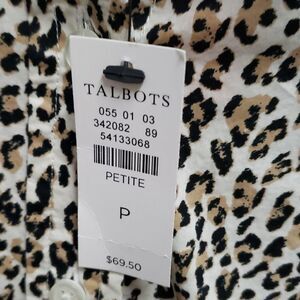 TALBOTS
055 01 03
342082 89
54133068
PETITE
P
$69.50